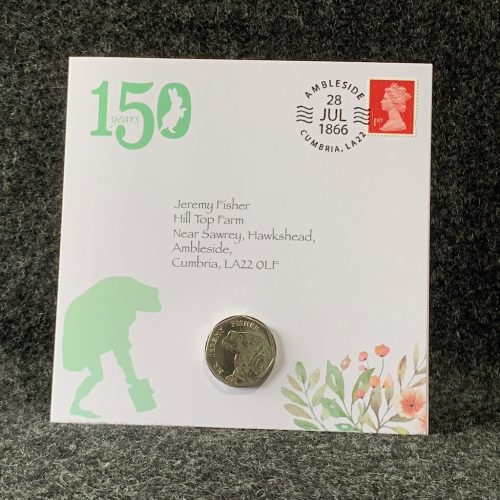 150
years
AMBLESIDE
28
JUL
1866
CUMBRIA, LA22
1ST
Jeremy Fisher
Hill Top Farm
Near Sawrey, Hawkshead,
Ambleside,
Cumbria, LA22 0LF
MR. JEREMY FISHER